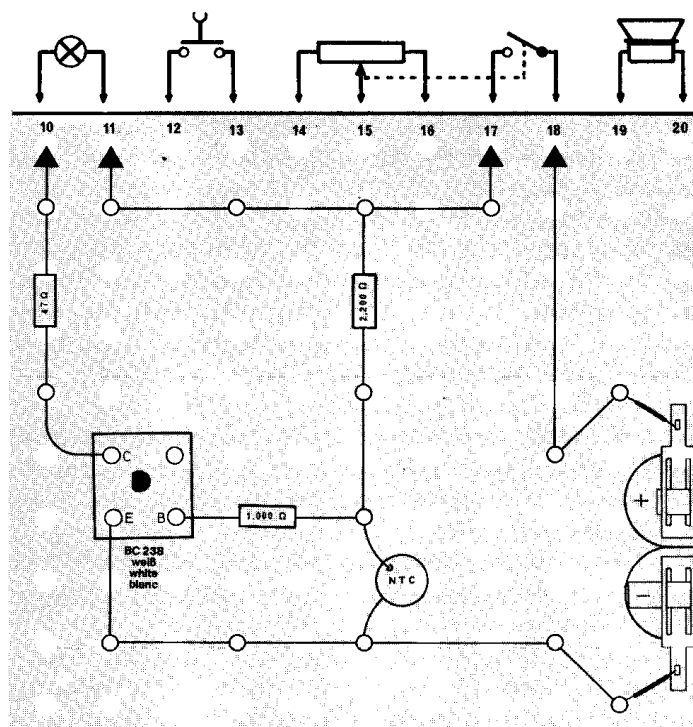 10 11 12 13 14 15 16 17 18 19 20
47 Ω
2,200 Ω
C
E B
1,000 Ω
BC 238
weiß
white
blanc
NTC
+
−